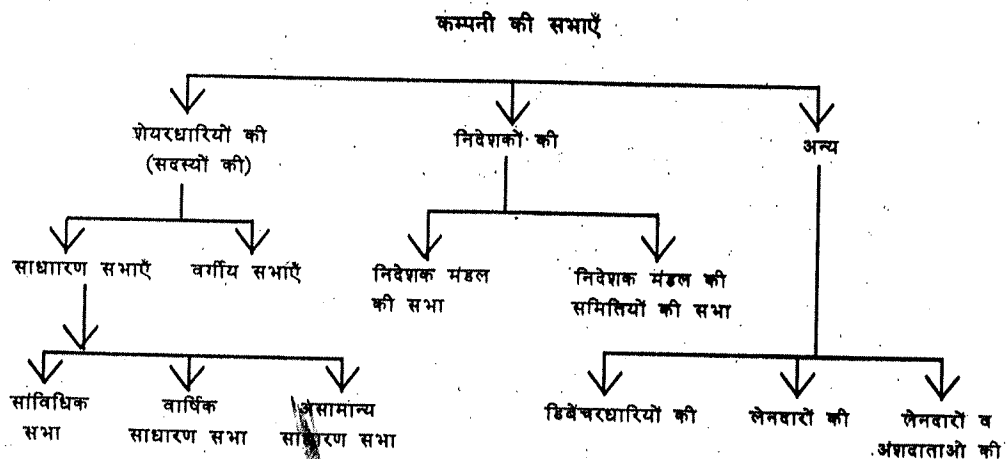 कम्पनी की सभाएँ
शेयरधारियों की
(सदस्यों की)
निदेशकों की
अन्य
साधाारण सभाएँ
वर्गीय सभाएँ
निदेशक मंडल
की सभा
निदेशक मंडल की
समितियों की सभा
सांविधिक
सभा
वार्षिक
साधारण सभा
असामान्य
साधारण सभा
डिबेंचरधारियों की
लेनदारों की
लेनदारों व
अंशदाताओ की